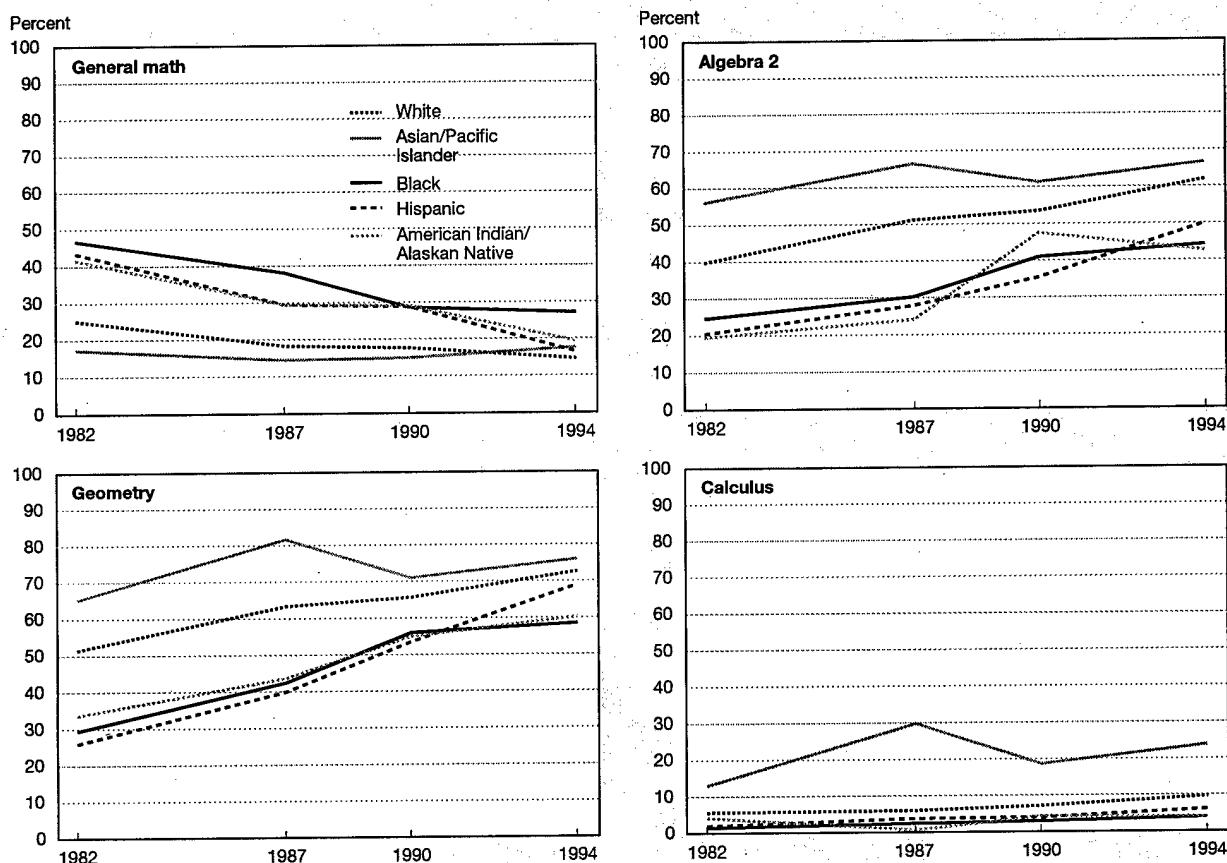 Percent
100
General math
90
80
70
60
50
40
30
20
10
0
White
Asian/Pacific
Islander
Black
Hispanic
American Indian/
Alaskan Native
1982 1987 1990 1994
Percent
100
Algebra 2
90
80
70
60
50
40
30
20
10
0
1982 1987 1990 1994
100
Geometry
90
80
70
60
50
40
30
20
10
0
1982 1987 1990 1994
100
Calculus
90
80
70
60
50
40
30
20
10
0
1982 1987 1990 1994